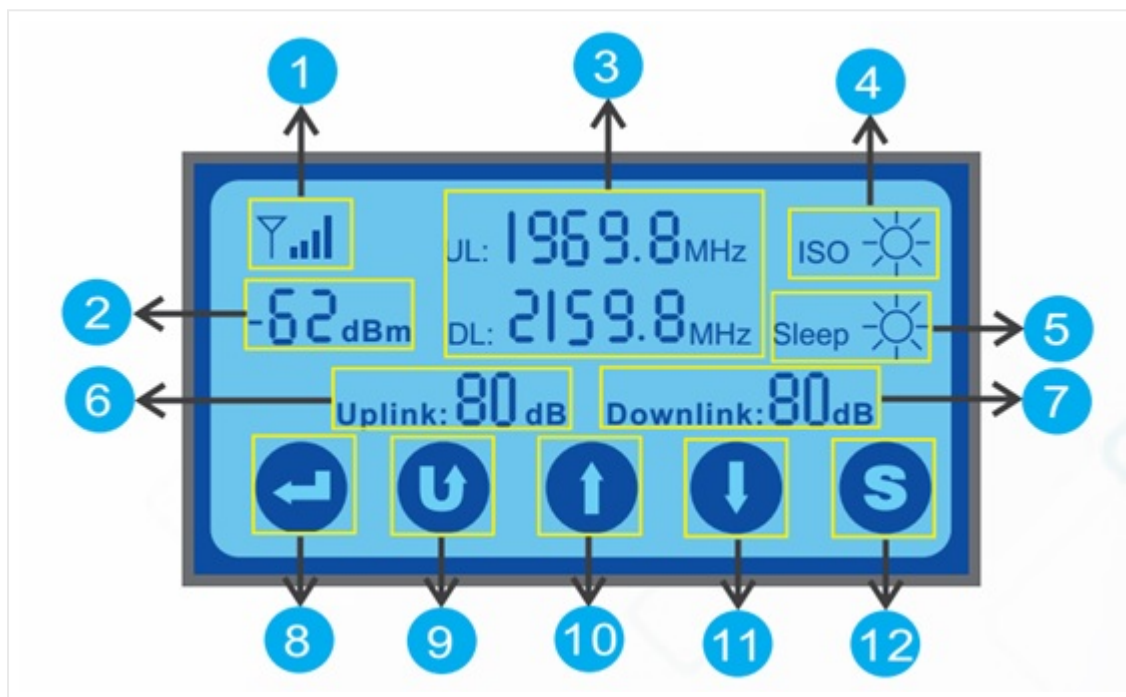 1
3
4
UL: 1969.8MHz
ISO
2
-62dBm
DL: 2159.8MHz
Sleep
5
6
Uplink:80dB
Downlink:80dB
7
S
8
9
10
11
12